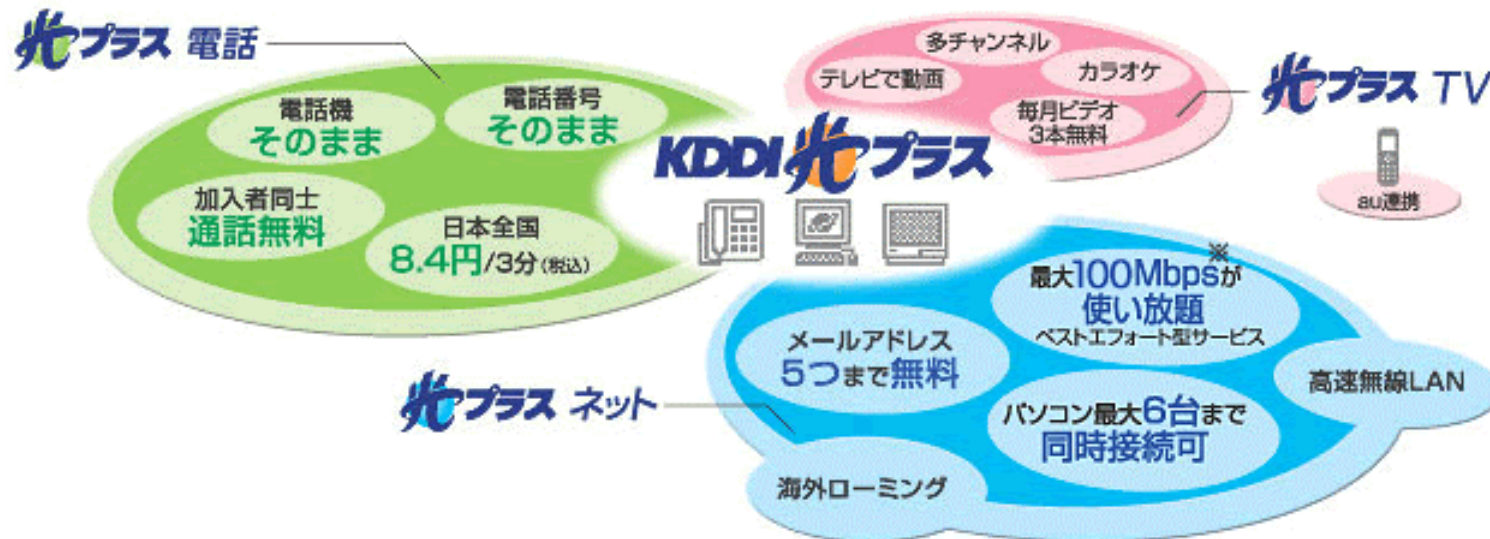 光プラス 電話
電話機
そのまま
電話番号
そのまま
加入者同士
通話無料
日本全国
8.4円/3分(税込)
KDDI光プラス
多チャンネル
テレビで動画
カラオケ
毎月ビデオ
3本無料
光プラス TV
au連携
光プラス ネット
メールアドレス
5つまで無料
※
最大100Mbpsが
使い放題
ベストエフォート型サービス
パソコン最大6台まで
同時接続可
高速無線LAN
海外ローミング